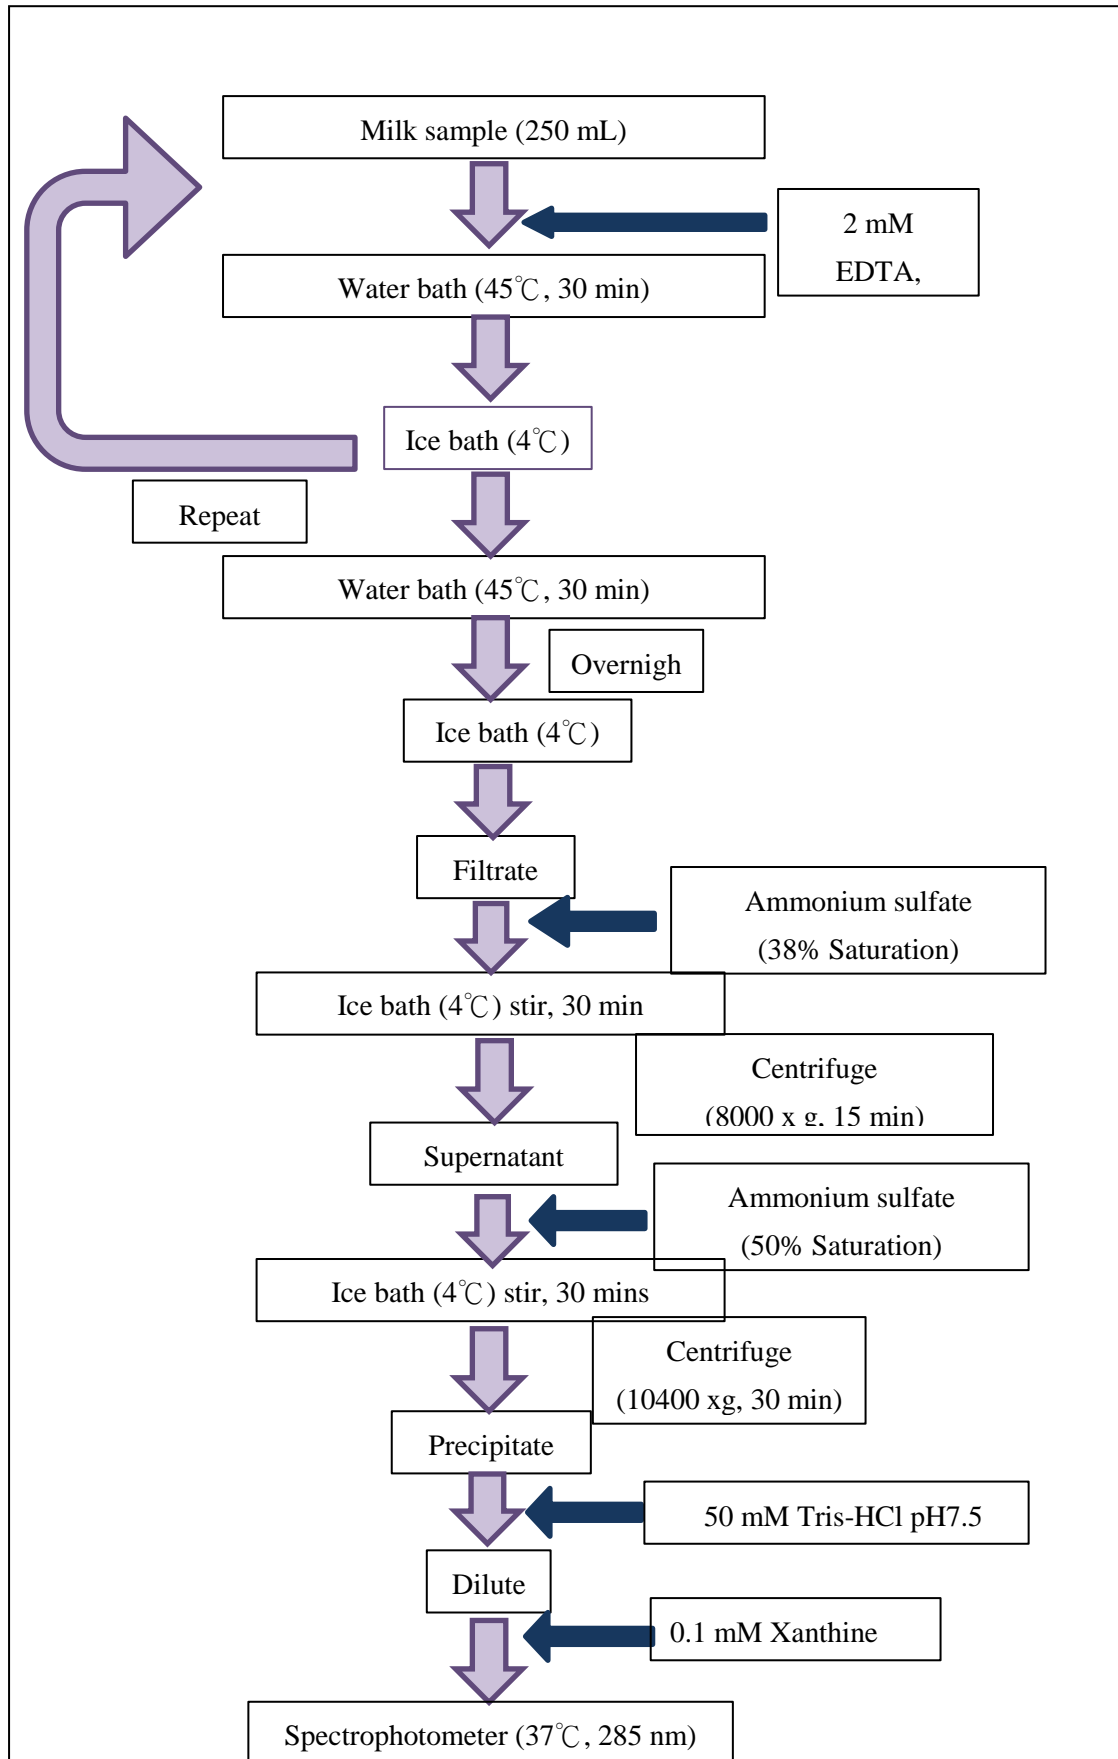 Milk sample (250 mL)
2 mM
EDTA,
Water bath (45℃, 30 min)
Ice bath (4℃)
Repeat
Water bath (45℃, 30 min)
Overnigh
Ice bath (4℃)
Filtrate
Ammonium sulfate
(38% Saturation)
Ice bath (4℃) stir, 30 min
Centrifuge
(8000 x g, 15 min)
Supernatant
Ammonium sulfate
(50% Saturation)
Ice bath (4℃) stir, 30 mins
Centrifuge
(10400 xg, 30 min)
Precipitate
50 mM Tris-HCl pH7.5
Dilute
0.1 mM Xanthine
Spectrophotometer (37℃, 285 nm)